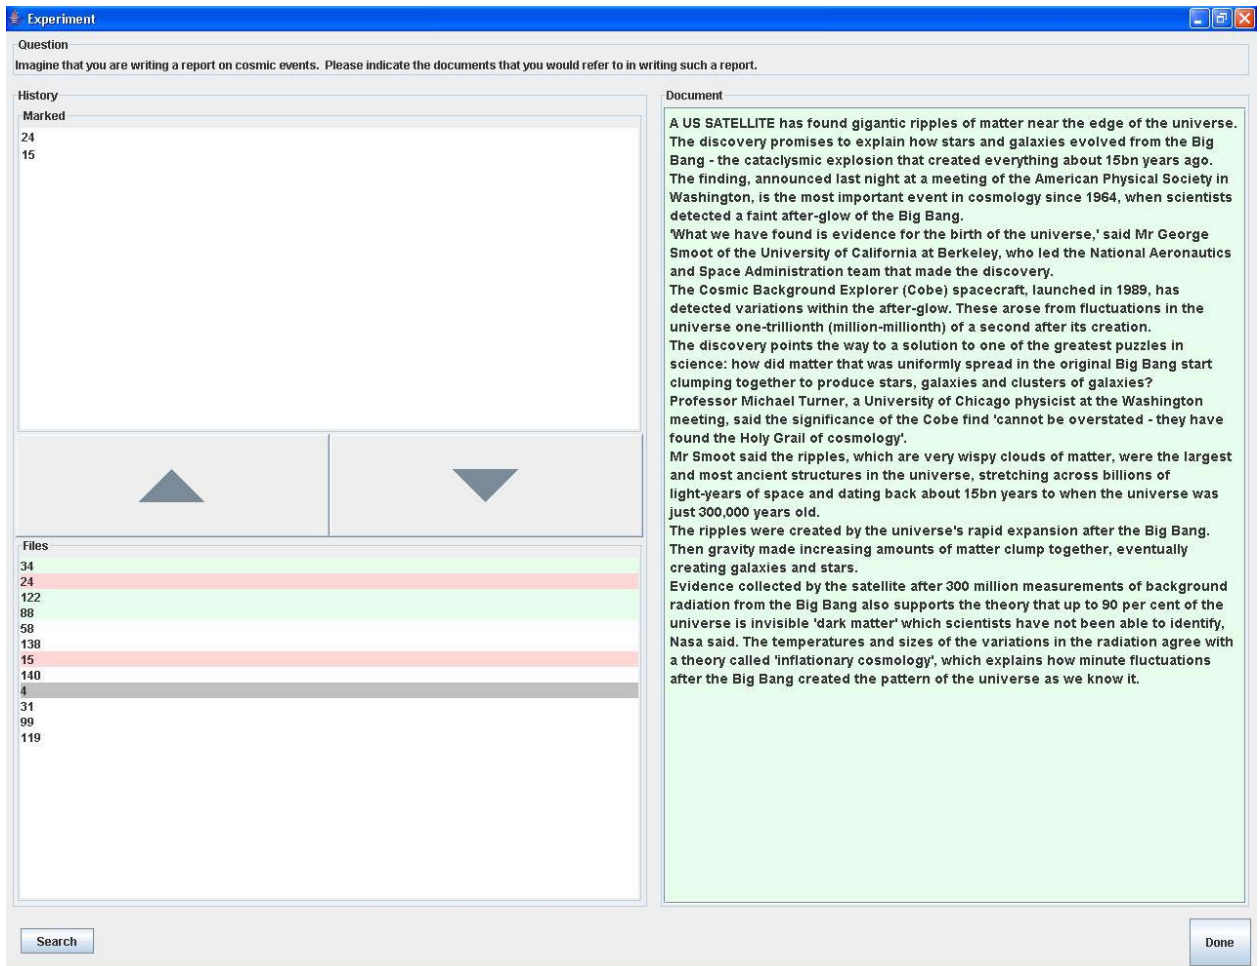 Experiment
Question
Imagine that you are writing a report on cosmic events. Please indicate the documents that you would refer to in writing such a report.
History
Marked
24
15
Files
34
24
122
88
58
138
15
140
4
31
99
119
Search
Document
A US SATELLITE has found gigantic ripples of matter near the edge of the universe.
The discovery promises to explain how stars and galaxies evolved from the Big
Bang - the cataclysmic explosion that created everything about 15bn years ago.
The finding, announced last night at a meeting of the American Physical Society in
Washington, is the most important event in cosmology since 1964, when scientists
detected a faint after-glow of the Big Bang.
'What we have found is evidence for the birth of the universe,' said Mr George
Smoot of the University of California at Berkeley, who led the National Aeronautics
and Space Administration team that made the discovery.
The Cosmic Background Explorer (Cobe) spacecraft, launched in 1989, has
detected variations within the after-glow. These arose from fluctuations in the
universe one-trillionth (million-millionth) of a second after its creation.
The discovery points the way to a solution to one of the greatest puzzles in
science: how did matter that was uniformly spread in the original Big Bang start
clumping together to produce stars, galaxies and clusters of galaxies?
Professor Michael Turner, a University of Chicago physicist at the Washington
meeting, said the significance of the Cobe find 'cannot be overstated - they have
found the Holy Grail of cosmology'.
Mr Smoot said the ripples, which are very wispy clouds of matter, were the largest
and most ancient structures in the universe, stretching across billions of
light-years of space and dating back about 15bn years to when the universe was
just 300,000 years old.
The ripples were created by the universe's rapid expansion after the Big Bang.
Then gravity made increasing amounts of matter clump together, eventually
creating galaxies and stars.
Evidence collected by the satellite after 300 million measurements of background
radiation from the Big Bang also supports the theory that up to 90 per cent of the
universe is invisible 'dark matter' which scientists have not been able to identify,
Nasa said. The temperatures and sizes of the variations in the radiation agree with
a theory called 'inflationary cosmology', which explains how minute fluctuations
after the Big Bang created the pattern of the universe as we know it.
Done